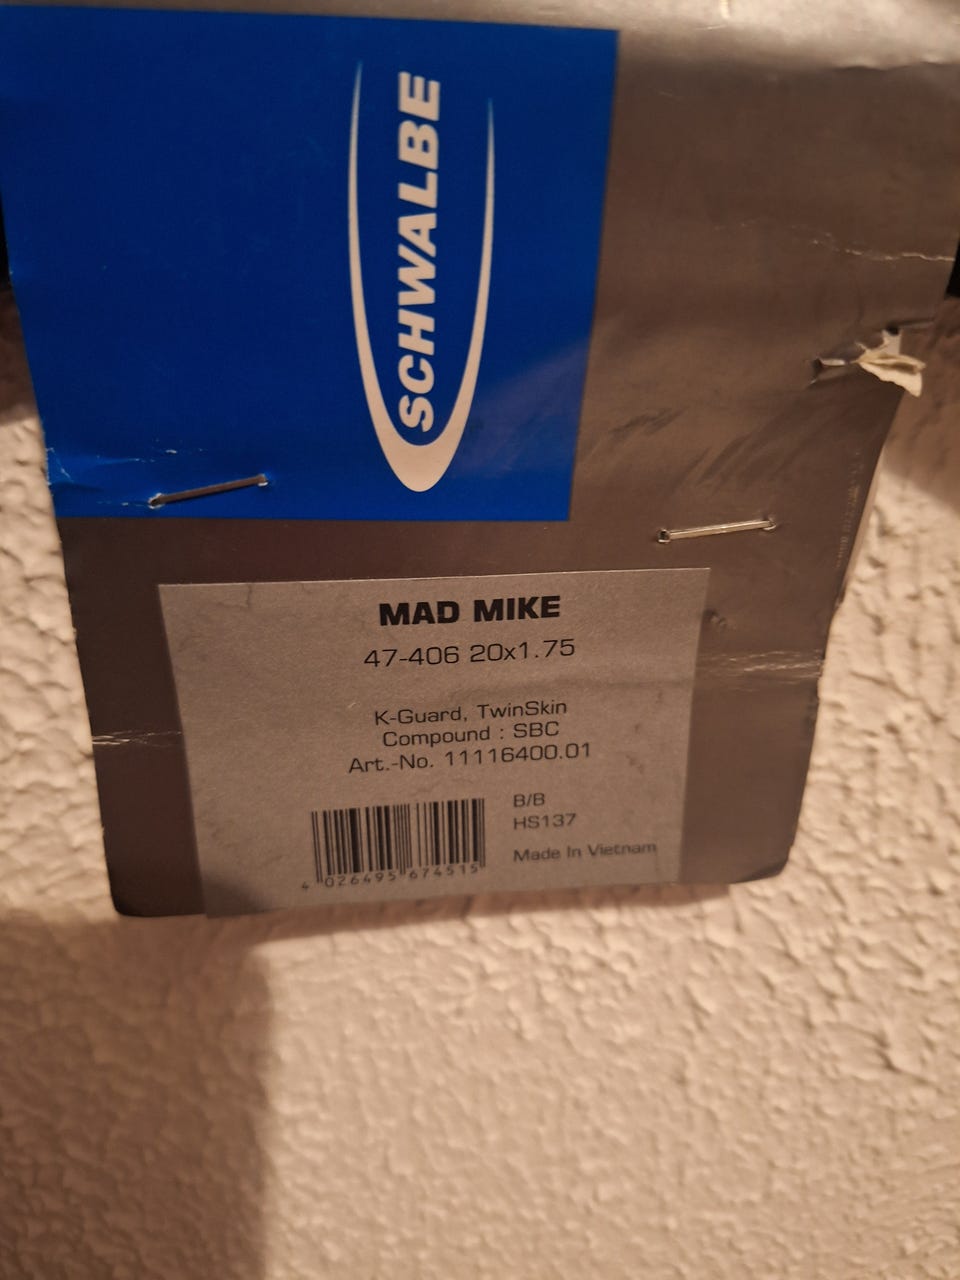 SCHWALBE
MAD MIKE
47-406 20x1.75
K-Guard, TwinSkin
Compound : SBC
Art.-No. 11116400.01
B/B
HS137
Made In Vietnam
4 026495 674515